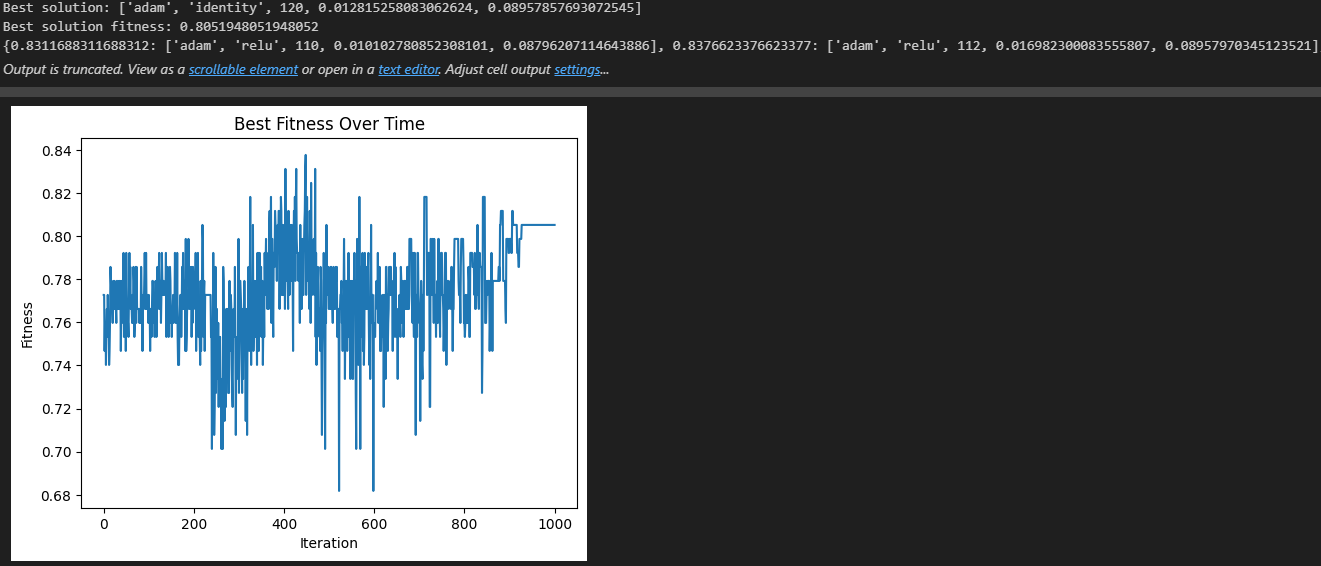 Best solution: ['adam', 'identity', 120, 0.012815258083062624, 0.08957857693072545]
Best solution fitness: 0.8051948051948052
{0.8311688311688312: ['adam', 'relu', 110, 0.010102780852308101, 0.08796207114643886], 0.8376623376623377: ['adam', 'relu', 112, 0.016982300083555807, 0.08957970345123521]
Output is truncated. View as a scrollable element or open in a text editor. Adjust cell output settings...
Best Fitness Over Time
0.84
0.82
0.80
0.78
0.76
0.74
0.72
0.70
0.68
Fitness
0 200 400 600 800 1000
Iteration